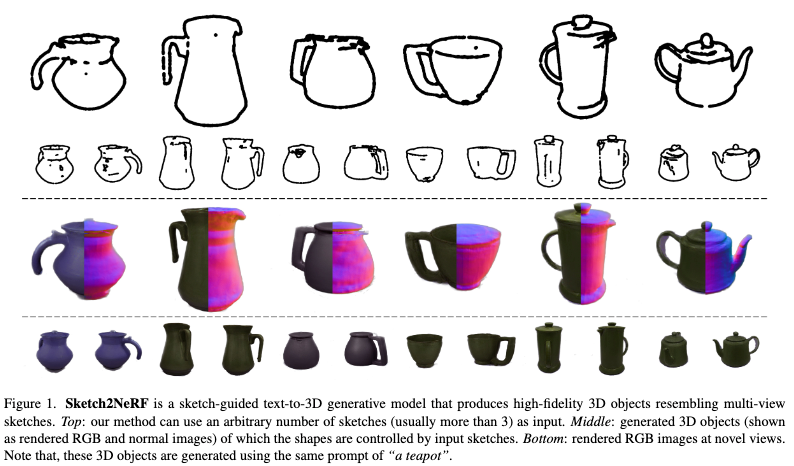 Figure 1. Sketch2NeRF is a sketch-guided text-to-3D generative model that produces high-fidelity 3D objects resembling multi-view
sketches. Top: our method can use an arbitrary number of sketches (usually more than 3) as input. Middle: generated 3D objects (shown
as rendered RGB and normal images) of which the shapes are controlled by input sketches. Bottom: rendered RGB images at novel views.
Note that, these 3D objects are generated using the same prompt of “a teapot”.